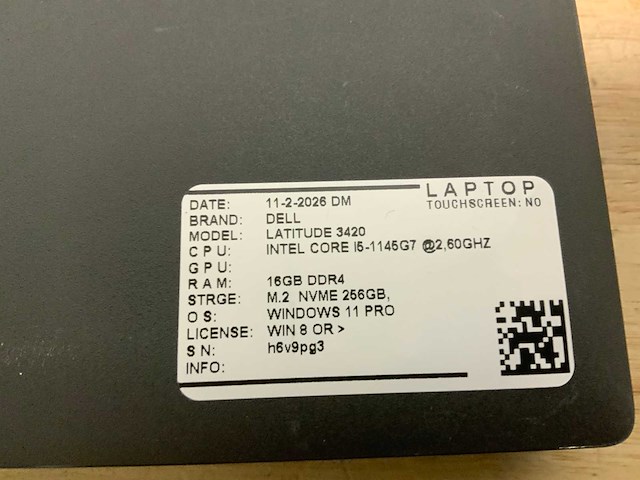 LAPTOP
TOUCHSCREEN: NO
DATE: 11-2-2026 DM
BRAND: DELL
MODEL: LATITUDE 3420
CPU: INTEL CORE I5-1145G7 @2,60GHZ
GPU:
RAM: 16GB DDR4
STRGE: M.2 NVME 256GB,
OS: WINDOWS 11 PRO
LICENSE: WIN 8 OR >
SN: h6v9pg3
INFO: